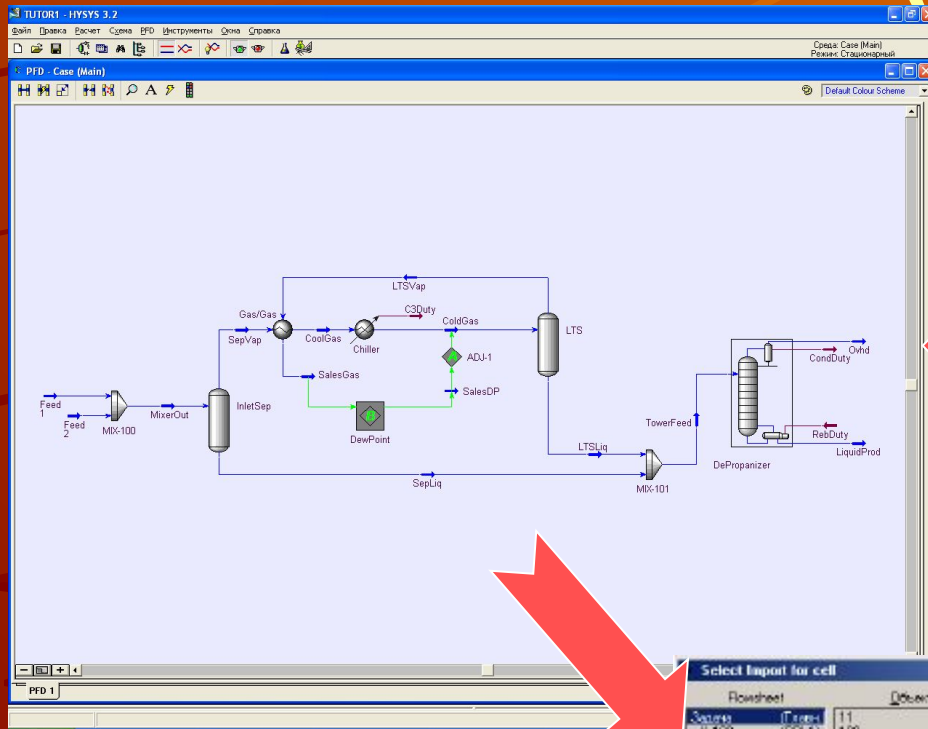 TUTOR1 - HYSYS 3.2
Файл Правка Расчет Схема PFD Инструменты Окна Справка
Среда: Case (Main)
Режим: Стационарный
PFD - Case (Main)
A
Default Colour Scheme
LTSVap
Gas/Gas
C3Duty
ColdGas
SepVap
CoolGas
Chiller
LTS
ADJ-1
Ovhd
CondDuty
SalesGas
SalesDP
Feed
1
MixerOut
InletSep
Feed
2
MIX-100
DewPoint
TowerFeed
RebDuty
LTSLiq
LiquidProd
DePropanizer
SepLiq
MIX-101
PFD 1
Select Import for cell
Flowsheet
Задача
11